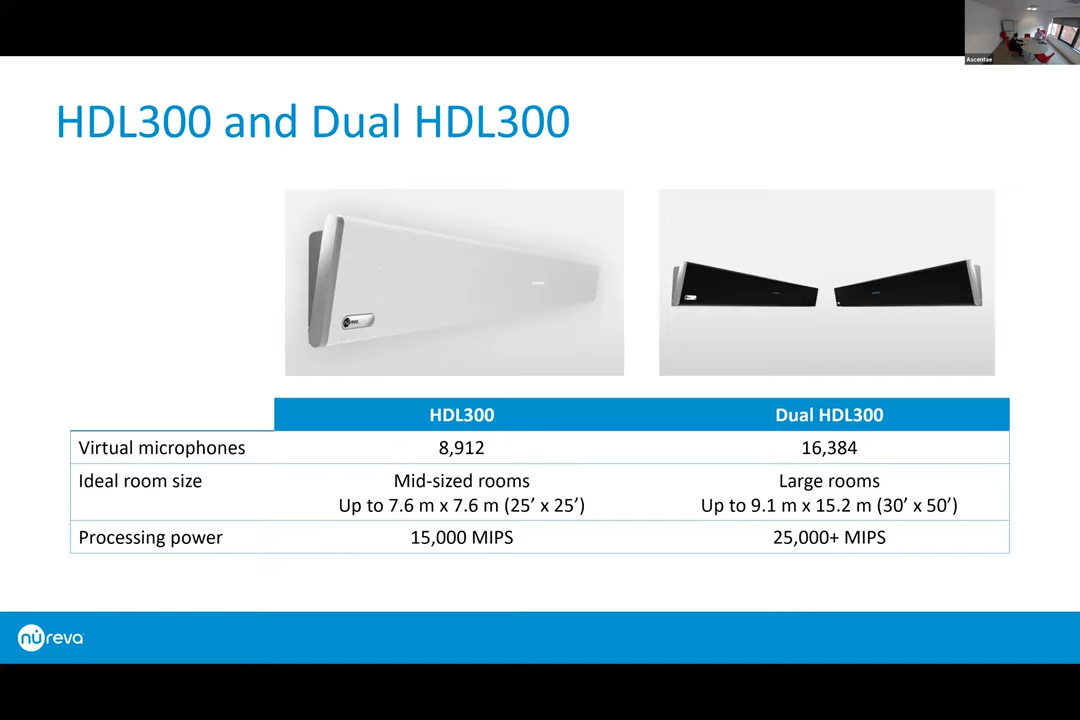 Ascentae
HDL300 and Dual HDL300
nureva
HDL300 Dual HDL300
Virtual microphones 8,912 16,384
Ideal room size Mid-sized rooms Large rooms
Up to 7.6 m x 7.6 m (25’ x 25’) Up to 9.1 m x 15.2 m (30’ x 50’)
Processing power 15,000 MIPS 25,000+ MIPS
nureva